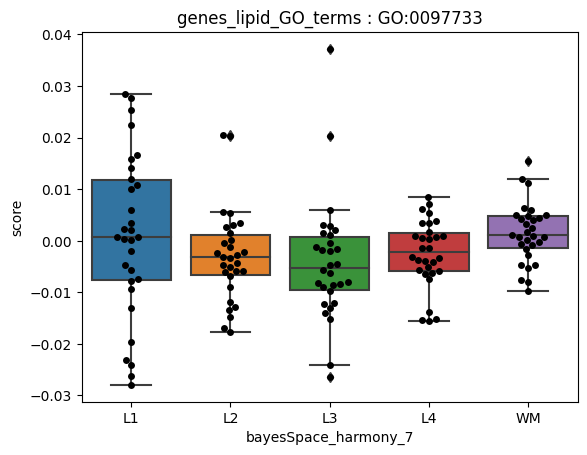 genes_lipid_GO_terms : GO:0097733
0.04
0.03
0.02
0.01
0.00
−0.01
−0.02
−0.03
score
L1 L2 L3 L4 WM
bayesSpace_harmony_7